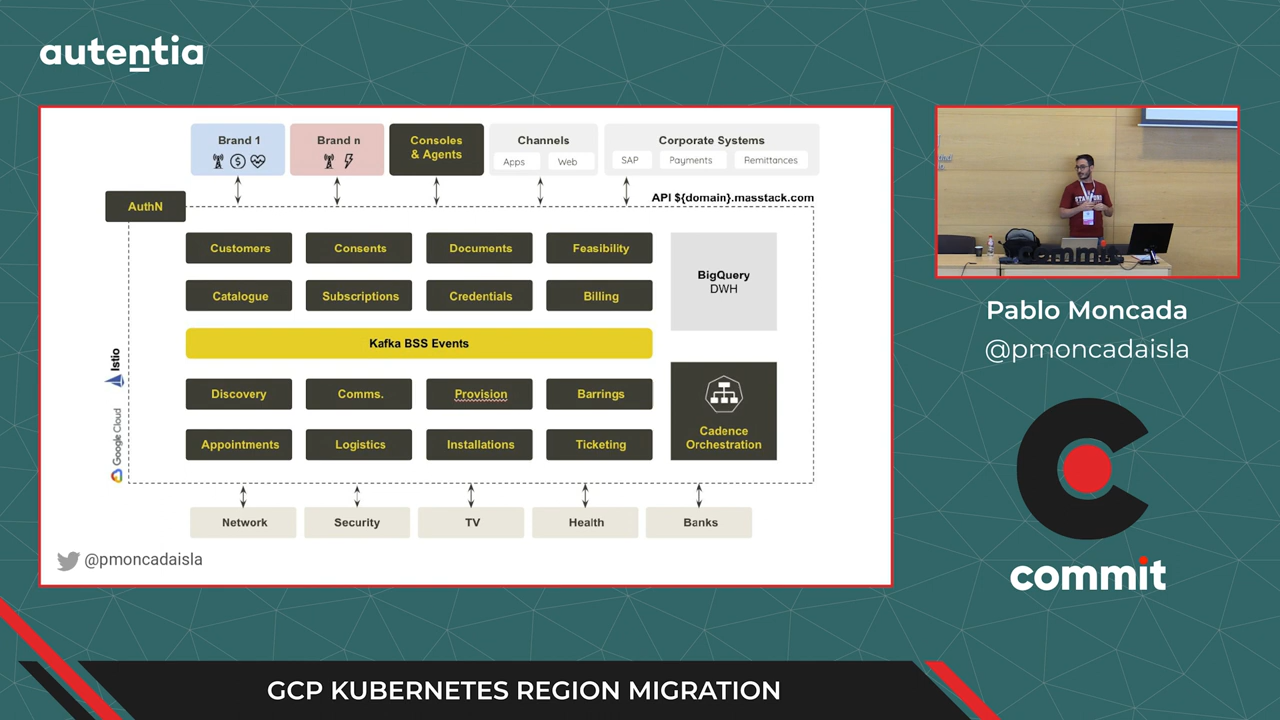 autentia
Brand 1
Brand n
Consoles
& Agents
Channels
Apps
Web
Corporate Systems
SAP
Payments
Remittances
AuthN
API ${domain}.masstack.com
Customers
Consents
Documents
Feasibility
BigQuery
DWH
Catalogue
Subscriptions
Credentials
Billing
Kafka BSS Events
Istio
Google Cloud
Discovery
Comms.
Provision
Barrings
Cadence
Orchestration
Appointments
Logistics
Installations
Ticketing
Network
Security
TV
Health
Banks
@pmoncadaisla
Pablo Moncada
@pmoncadaisla
commit
GCP KUBERNETES REGION MIGRATION